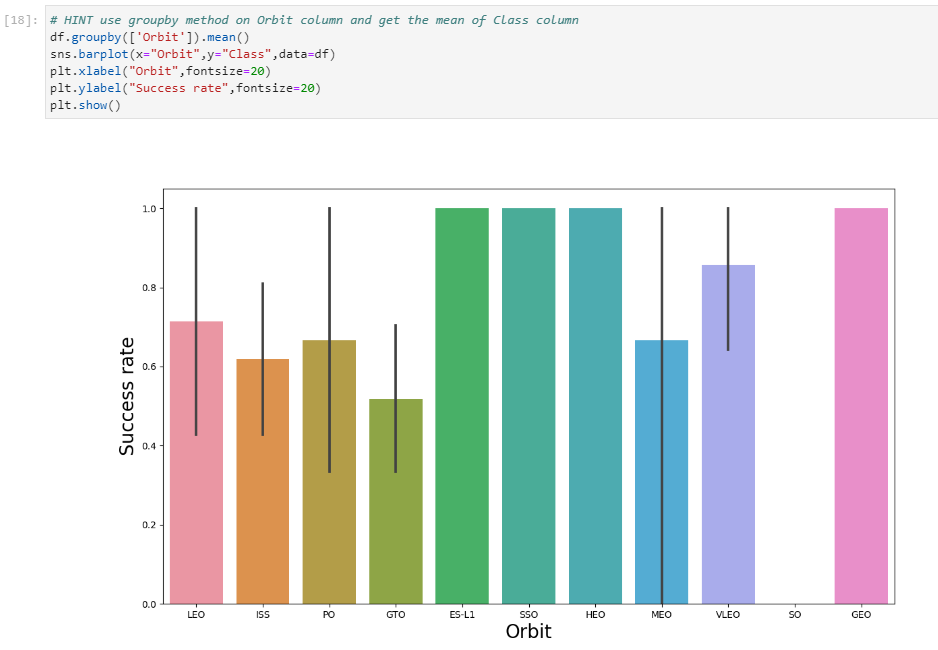 [18]: # HINT use groupby method on Orbit column and get the mean of Class column
df.groupby(['Orbit']).mean()
sns.barplot(x="Orbit",y="Class",data=df)
plt.xlabel("Orbit",fontsize=20)
plt.ylabel("Success rate",fontsize=20)
plt.show()
1.0
0.8
0.6
0.4
0.2
0.0
Success rate
LEO ISS PO GTO ES-L1 SSO HEO MEO VLEO SO GEO
Orbit